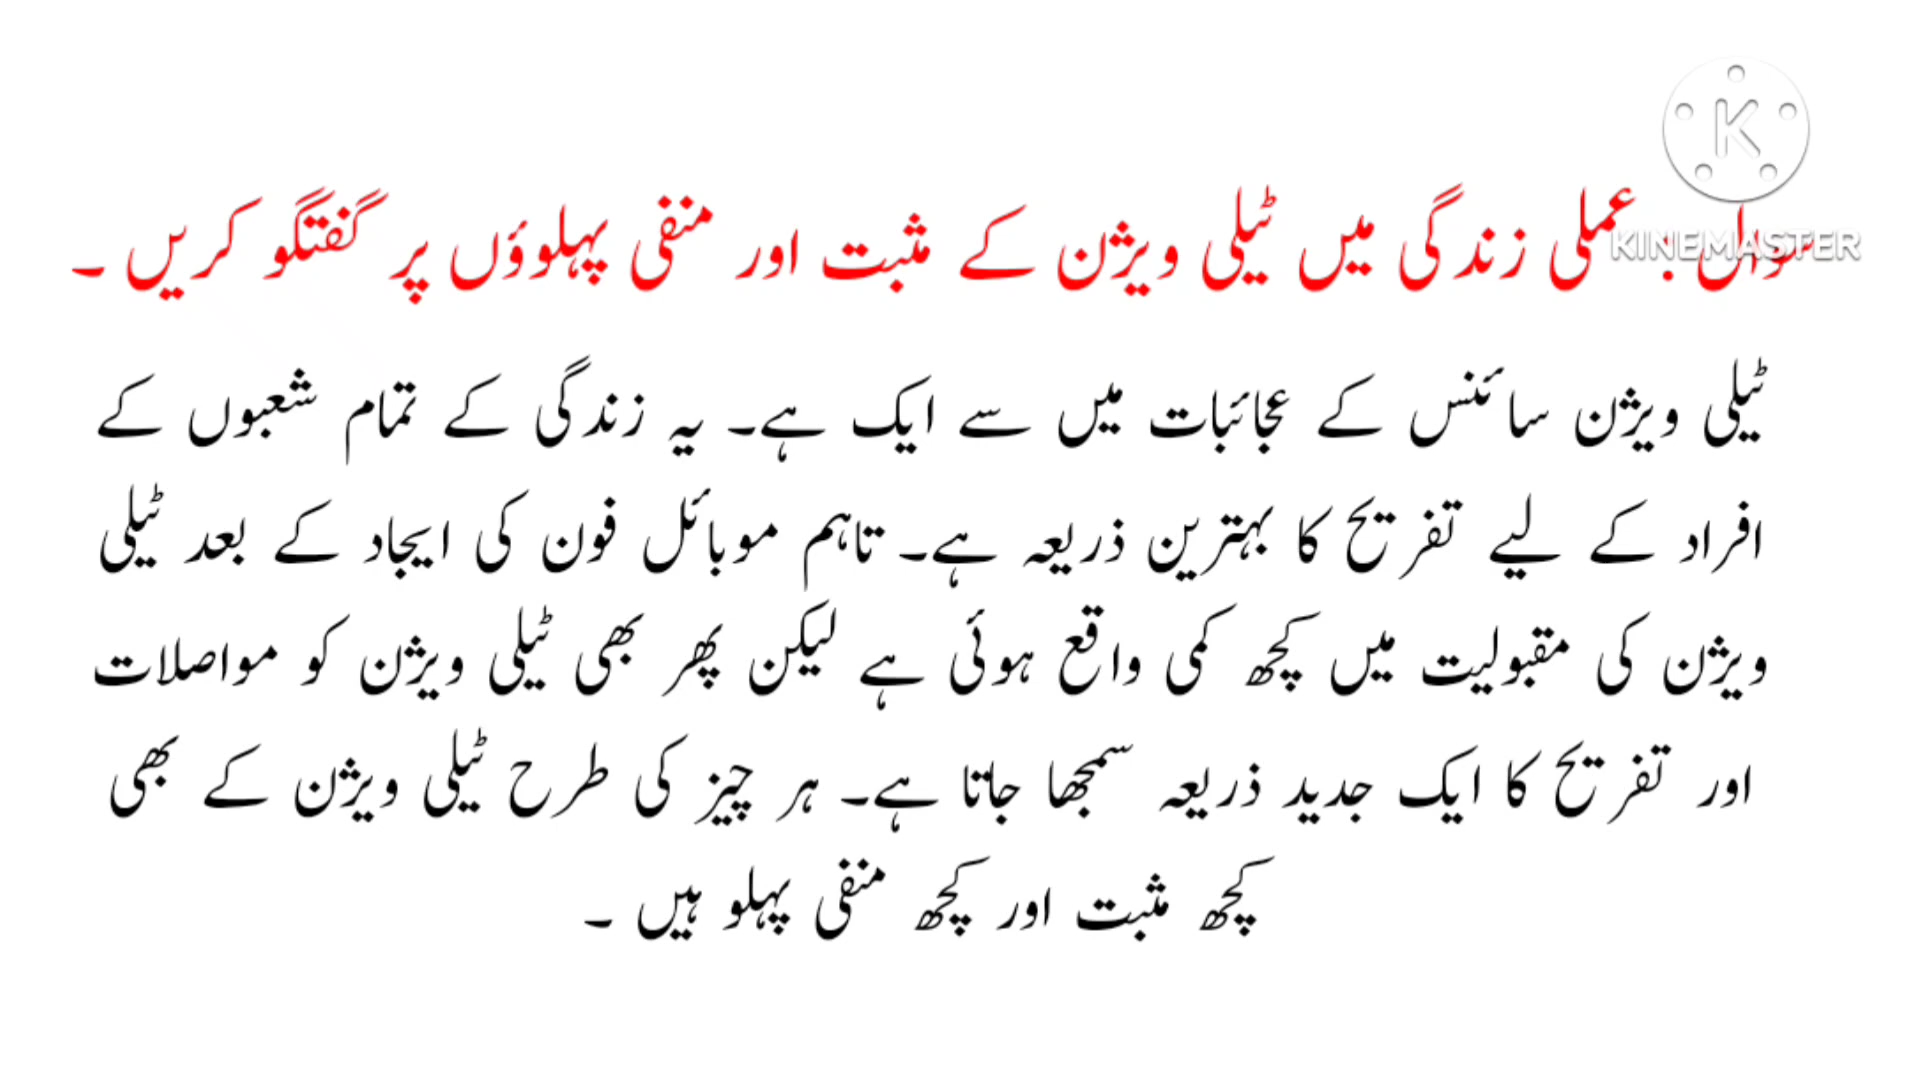 K
KINEMASTER
سوال: عملی زندگی میں ٹیلی ویژن کے مثبت اور منفی پہلوؤں پر گفتگو کریں ۔
ٹیلی ویژن سائنس کے عجائبات میں سے ایک ہے۔ یہ زندگی کے تمام شعبوں کے
افراد کے لیے تفریح کا بہترین ذریعہ ہے۔ تاہم موبائل فون کی ایجاد کے بعد ٹیلی
ویژن کی مقبولیت میں کچھ کمی واقع ہوئی ہے لیکن پھر بھی ٹیلی ویژن کو مواصلات
اور تفریح کا ایک جدید ذریعہ سمجھا جاتا ہے۔ ہر چیز کی طرح ٹیلی ویژن کے بھی
کچھ مثبت اور کچھ منفی پہلو ہیں ۔